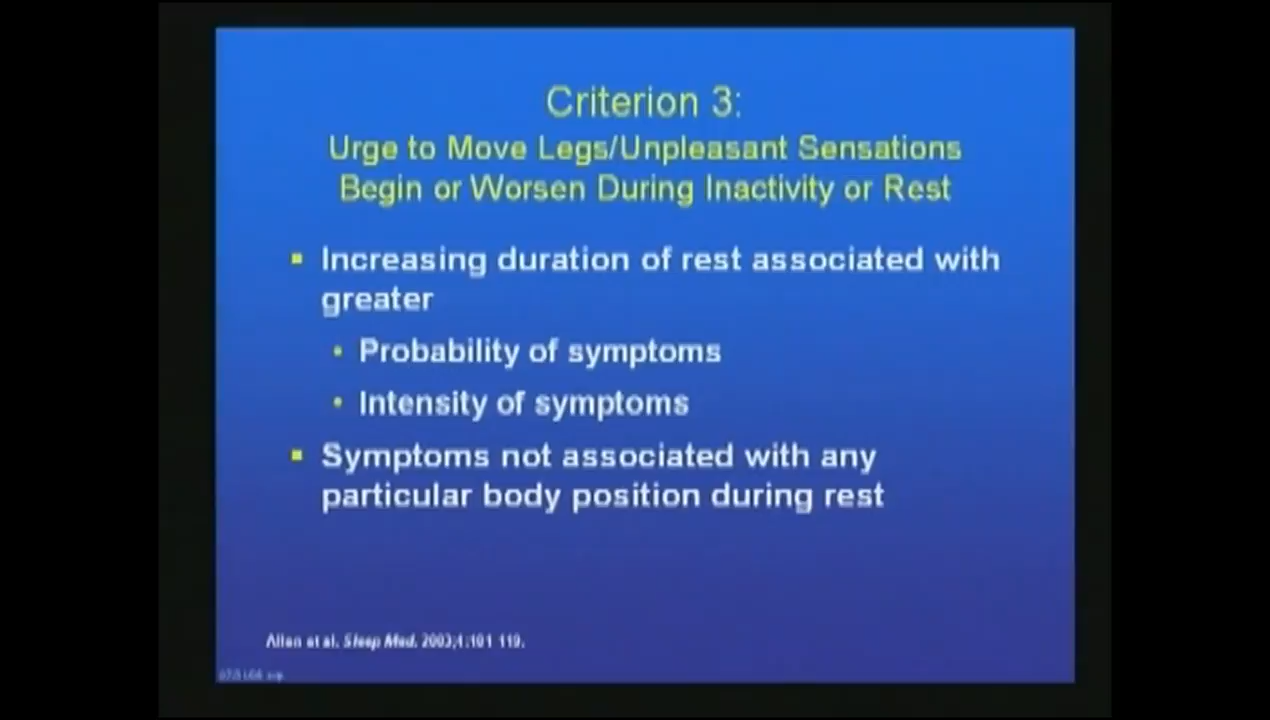 Criterion 3:
Urge to Move Legs/Unpleasant Sensations
Begin or Worsen During Inactivity or Rest
▪ Increasing duration of rest associated with
greater
• Probability of symptoms
• Intensity of symptoms
▪ Symptoms not associated with any
particular body position during rest
Allen et al. Sleep Med. 2003;4:101 119.